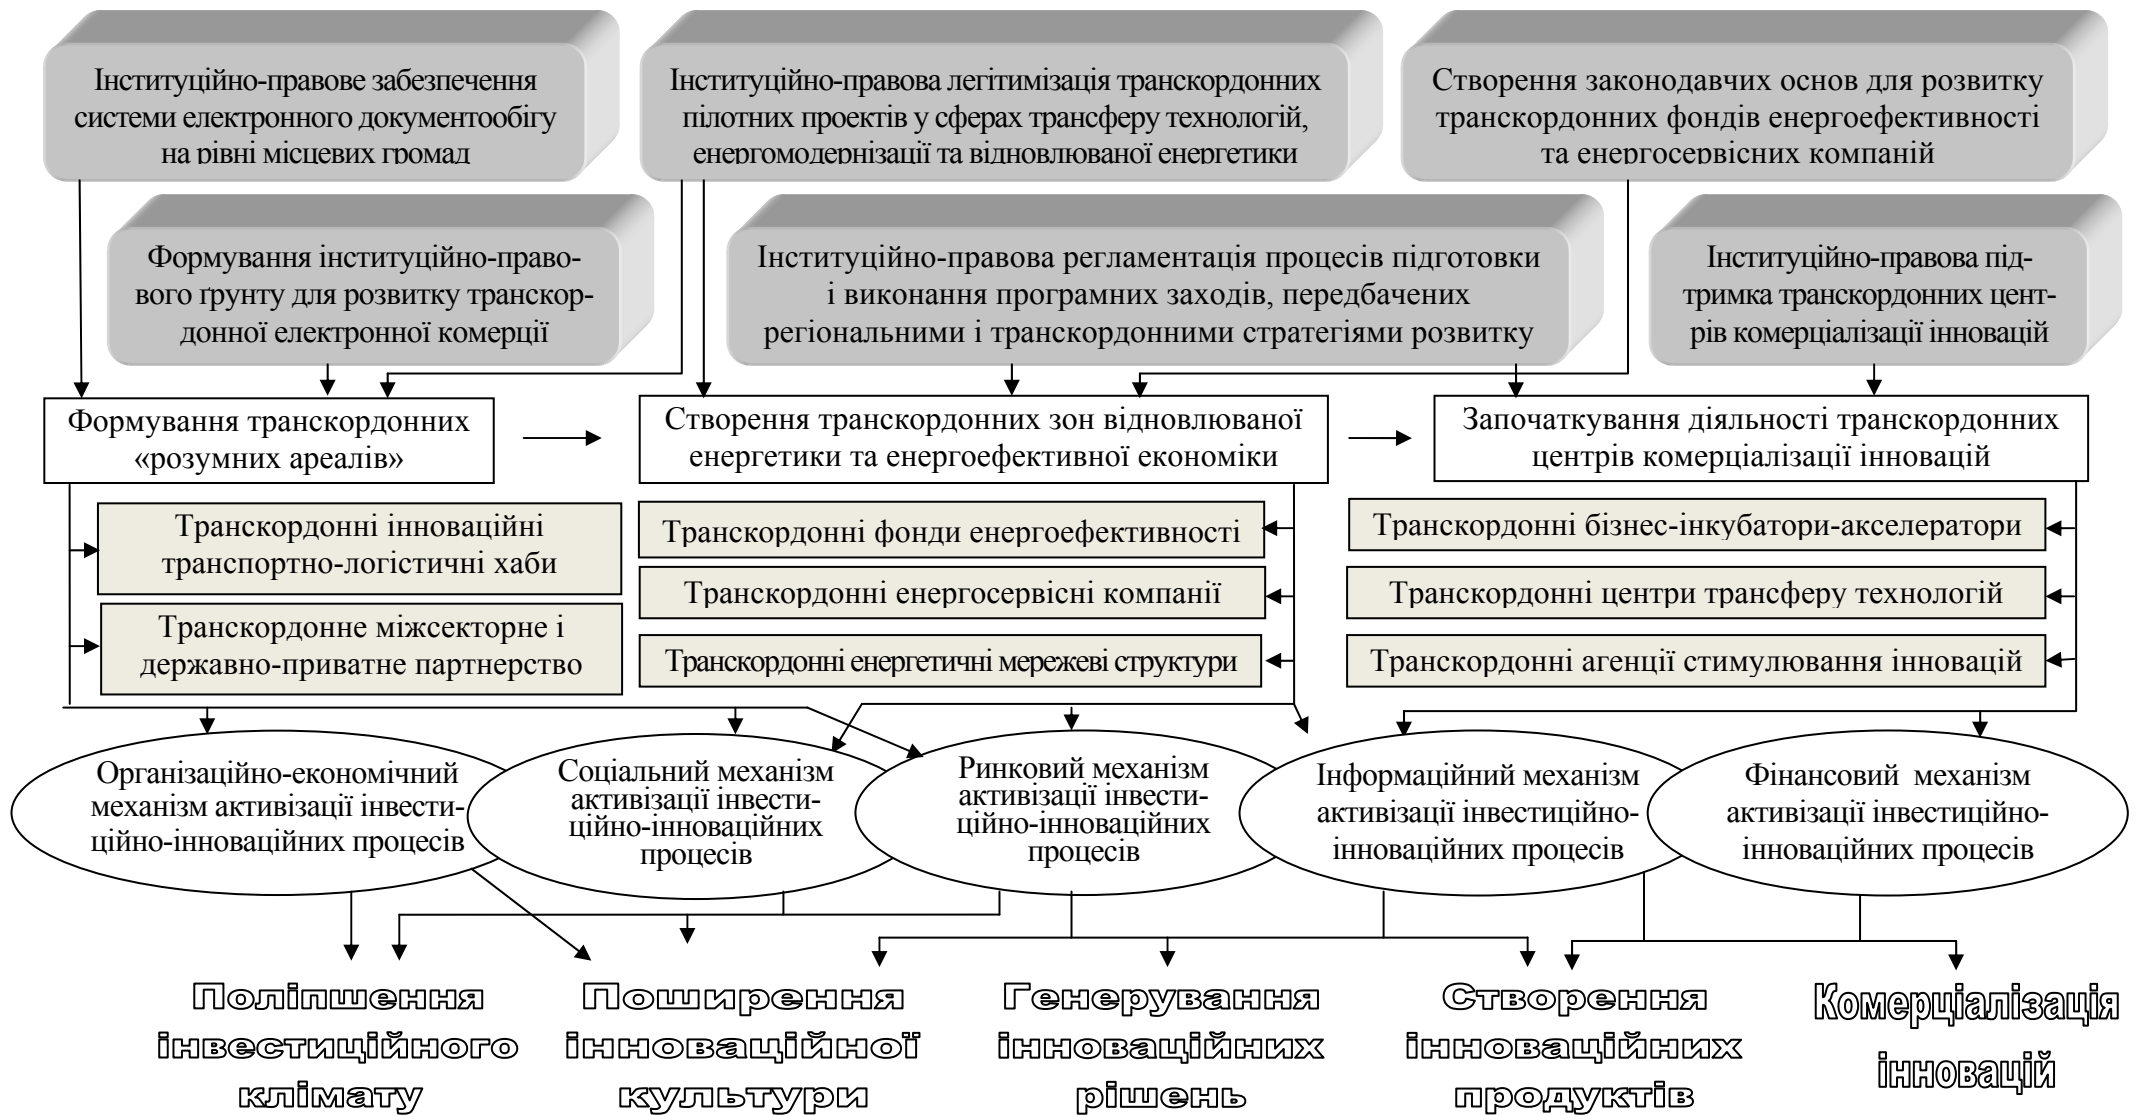 Інституційно-правове забезпечення
системи електронного документообігу
на рівні місцевих громад
Інституційно-правова легітимізація транскордонних
пілотних проектів у сферах трансферу технологій,
енергомодернізації та відновлюваної енергетики
Створення законодавчих основ для розвитку
транскордонних фондів енергоефективності
та енергосервісних компаній
Формування інституційно-право-
вого ґрунту для розвитку транскор-
донної електронної комерції
Інституційно-правова регламентація процесів підготовки
і виконання програмних заходів, передбачених
регіональними і транскордонними стратегіями розвитку
Інституційно-правова під-
тримка транскордонних цент-
рів комерціалізації інновацій
Формування транскордонних
«розумних ареалів»
Створення транскордонних зон відновлюваної
енергетики та енергоефективної економіки
Започаткування діяльності транскордонних
центрів комерціалізації інновацій
Транскордонні інноваційні
транспортно-логістичні хаби
Транскордонне міжсекторне і
державно-приватне партнерство
Транскордонні фонди енергоефективності
Транскордонні енергосервісні компанії
Транскордонні енергетичні мережеві структури
Транскордонні бізнес-інкубатори-акселератори
Транскордонні центри трансферу технологій
Транскордонні агенції стимулювання інновацій
Організаційно-економічний
механізм активізації інвести-
ційно-інноваційних процесів
Соціальний механізм
активізації інвести-
ційно-інноваційних
процесів
Ринковий механізм
активізації інвести-
ційно-інноваційних
процесів
Інформаційний механізм
активізації інвестиційно-
інноваційних процесів
Фінансовий механізм
активізації інвестиційно-
інноваційних процесів
Поліпшення
інвестиційного
клімату
Поширення
інноваційної
культури
Генерування
інноваційних
рішень
Створення
інноваційних
продуктів
Комерціалізація
інновацій